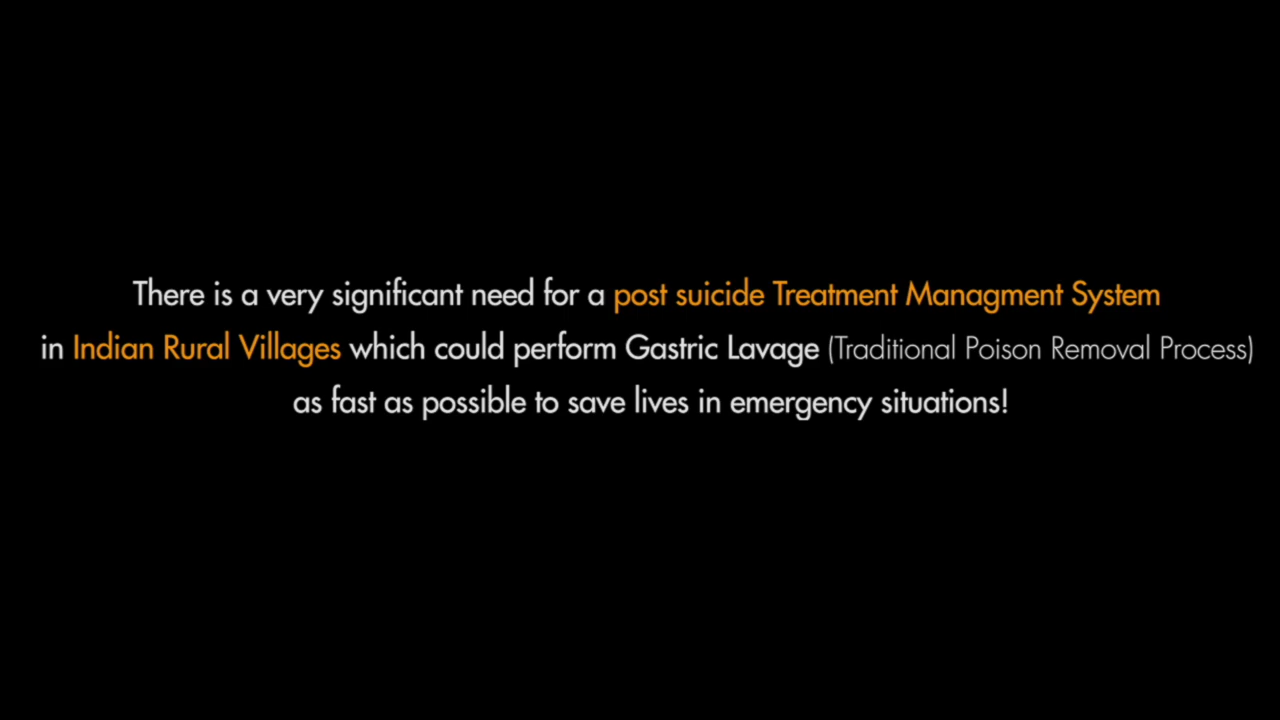 There is a very significant need for a post suicide Treatment Managment System
in Indian Rural Villages which could perform Gastric Lavage (Traditional Poison Removal Process)
as fast as possible to save lives in emergency situations!